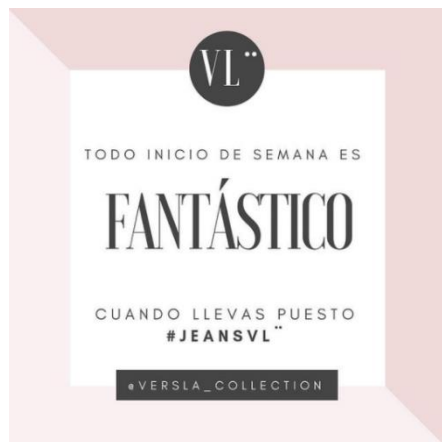 VL¨
TODO INICIO DE SEMANA ES
FANTÁSTICO
CUANDO LLEVAS PUESTO
#JEANSVL¨
@VERSLA_COLLECTION